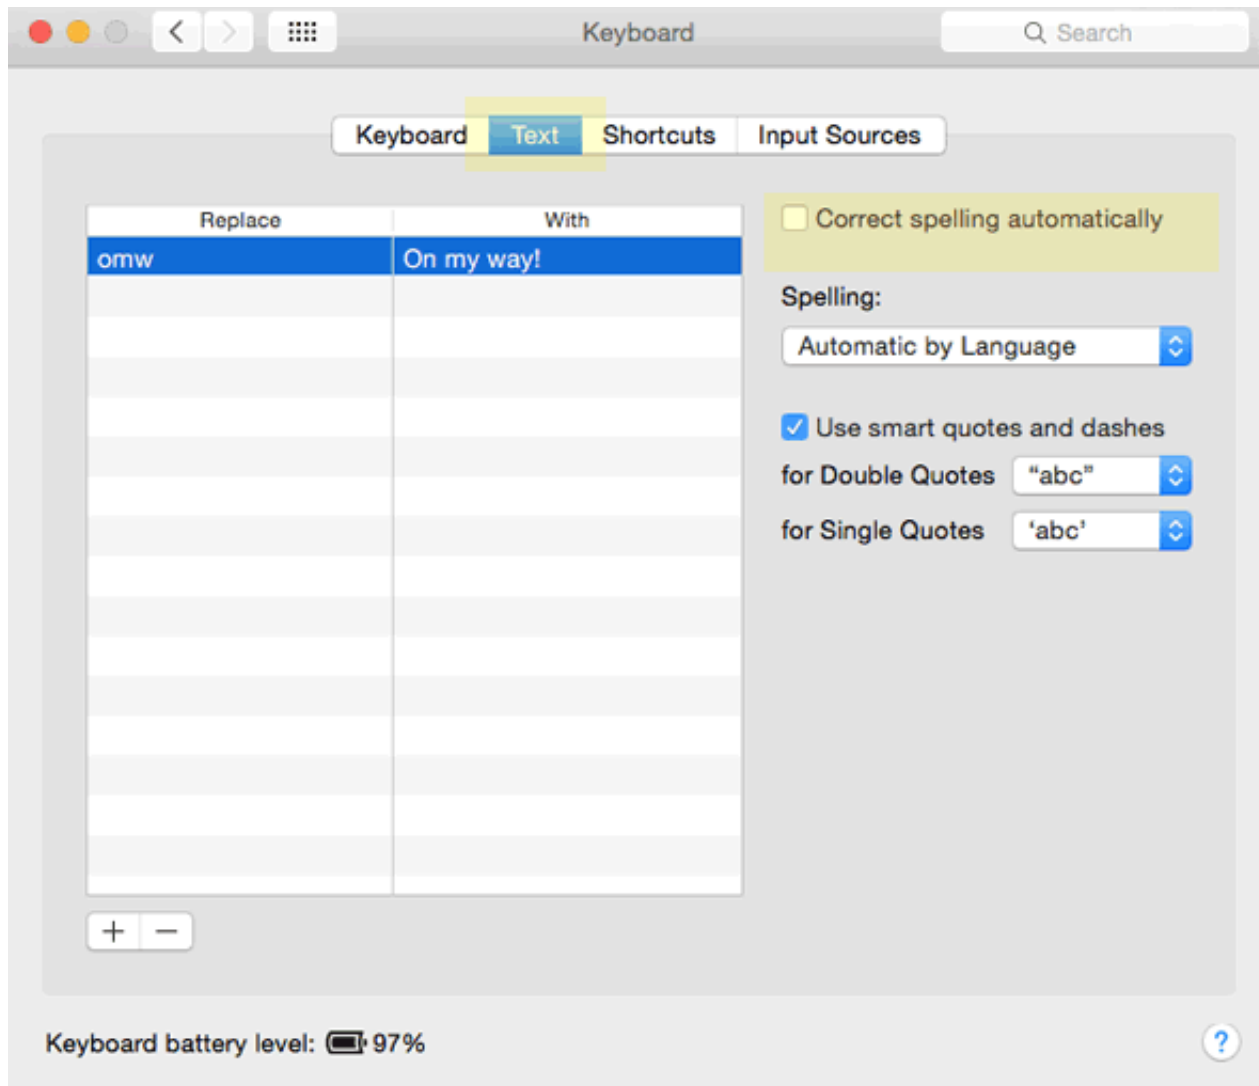 Keyboard
Search
Keyboard Text Shortcuts Input Sources
Replace With
omw On my way!
Correct spelling automatically
Spelling:
Automatic by Language
Use smart quotes and dashes
for Double Quotes “abc”
for Single Quotes ‘abc’
+ −
Keyboard battery level: 97%
?